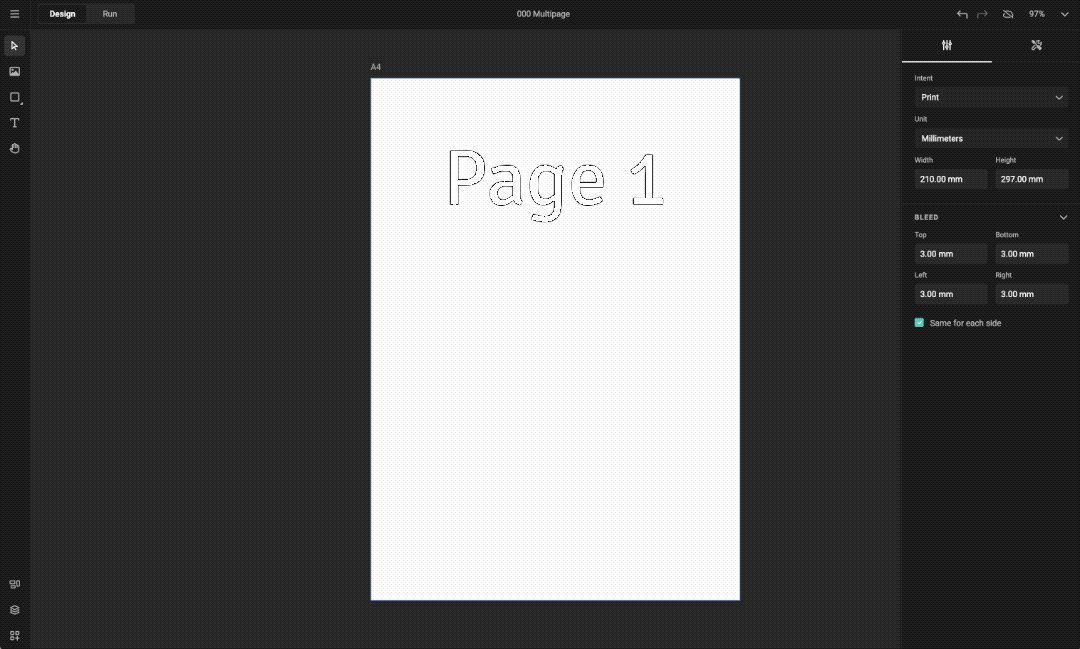 Design Run 000 Multipage 97%
A4
Page 1
Intent
Print
Unit
Millimeters
Width Height
210.00 mm 297.00 mm
BLEED
Top Bottom
3.00 mm 3.00 mm
Left Right
3.00 mm 3.00 mm
Same for each side